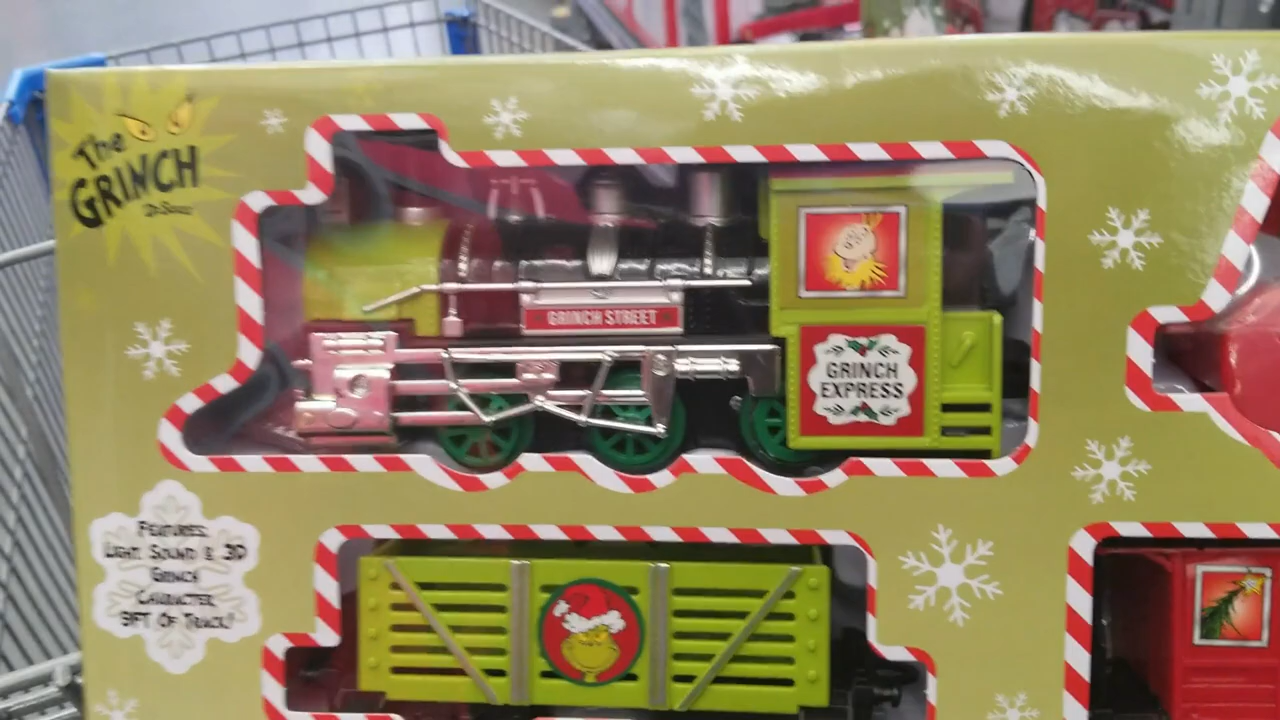 The
GRINCH
Dr. Seuss
GRINCH STREET
GRINCH
EXPRESS
FEATURES:
LIGHT, SOUND & 3D
GRINCH
CHARACTER,
9FT OF TRACK!